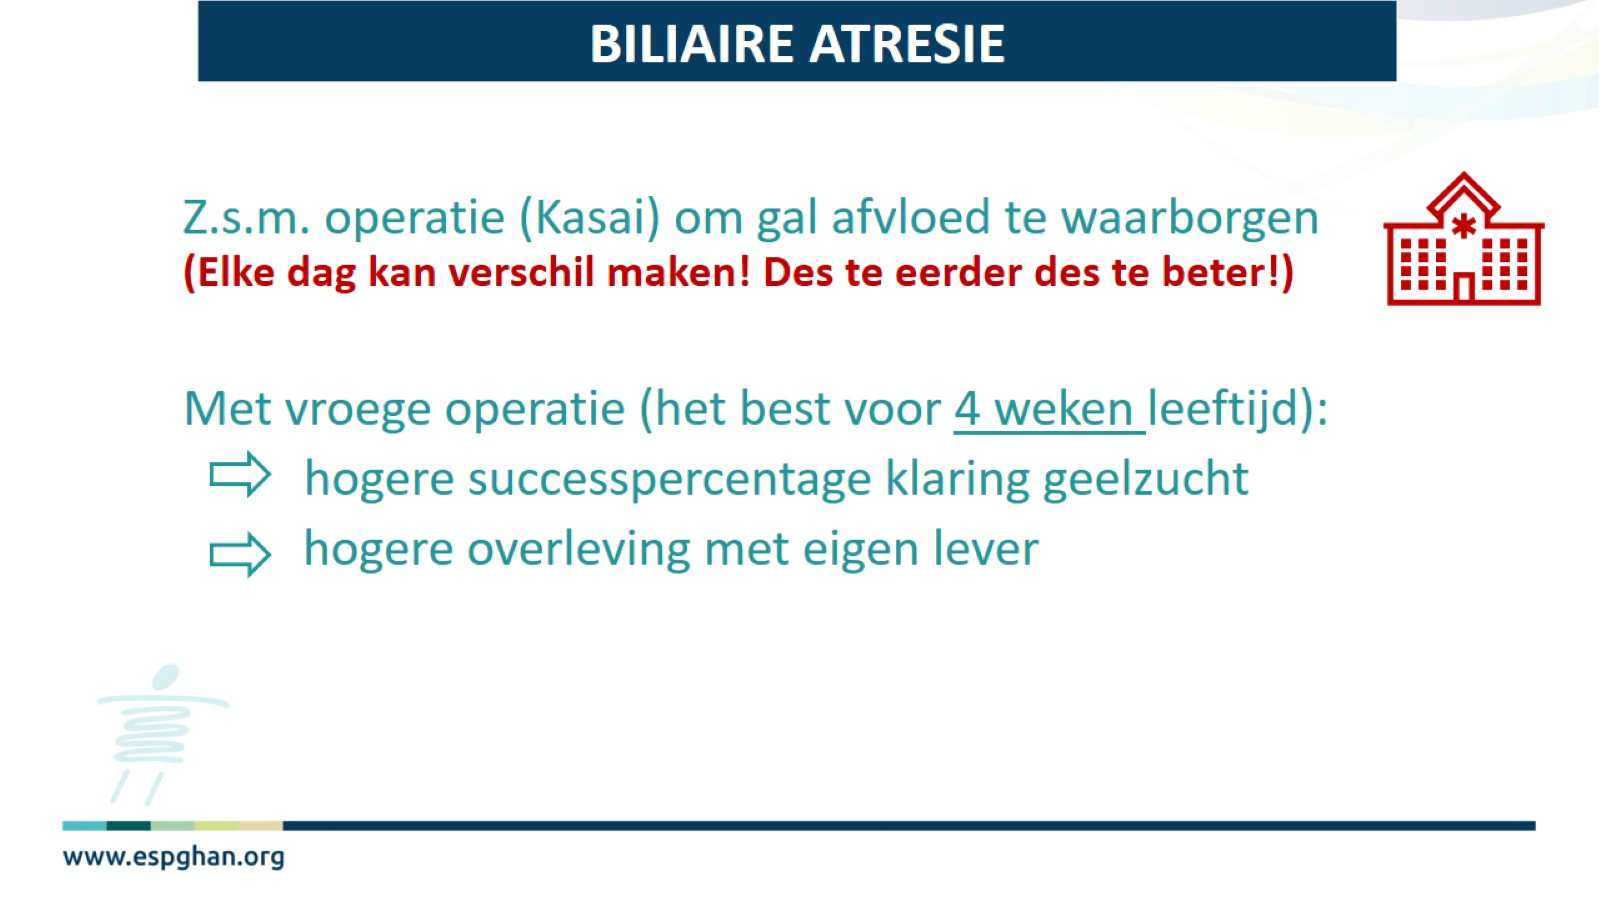 BILIAIRE ATRESIE
Z.s.m. operatie (Kasai) om gal afvloed te waarborgen
(Elke dag kan verschil maken! Des te eerder des te beter!)
Met vroege operatie (het best voor 4 weken leeftijd):
hogere successpercentage klaring geelzucht
hogere overleving met eigen lever
www.espghan.org